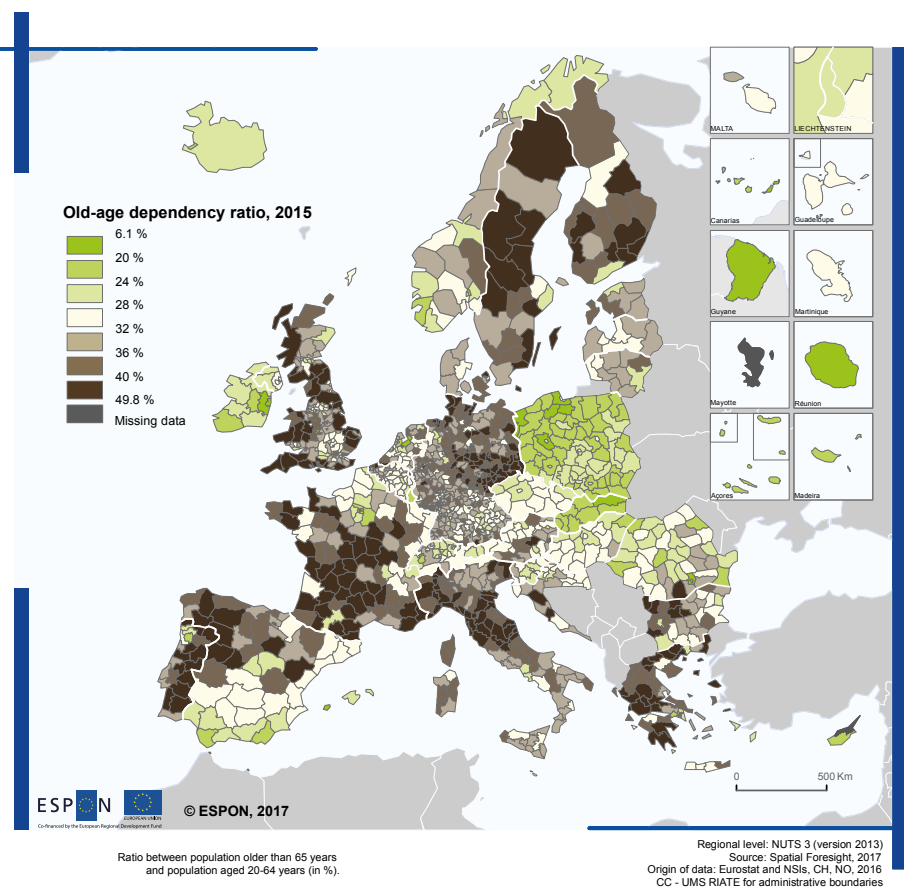 MALTA
LIECHTENSTEIN
Canarias
Guadeloupe
Guyane
Martinique
Mayotte
Réunion
Açores
Madeira
Old-age dependency ratio, 2015
6.1 %
20 %
24 %
28 %
32 %
36 %
40 %
49.8 %
Missing data
0 500 Km
ESPON
EUROPEAN UNION
Co-financed by the European Regional Development Fund
© ESPON, 2017
Ratio between population older than 65 years
and population aged 20-64 years (in %).
Regional level: NUTS 3 (version 2013)
Source: Spatial Foresight, 2017
Origin of data: Eurostat and NSIs, CH, NO, 2016
CC - UMS RIATE for administrative boundaries